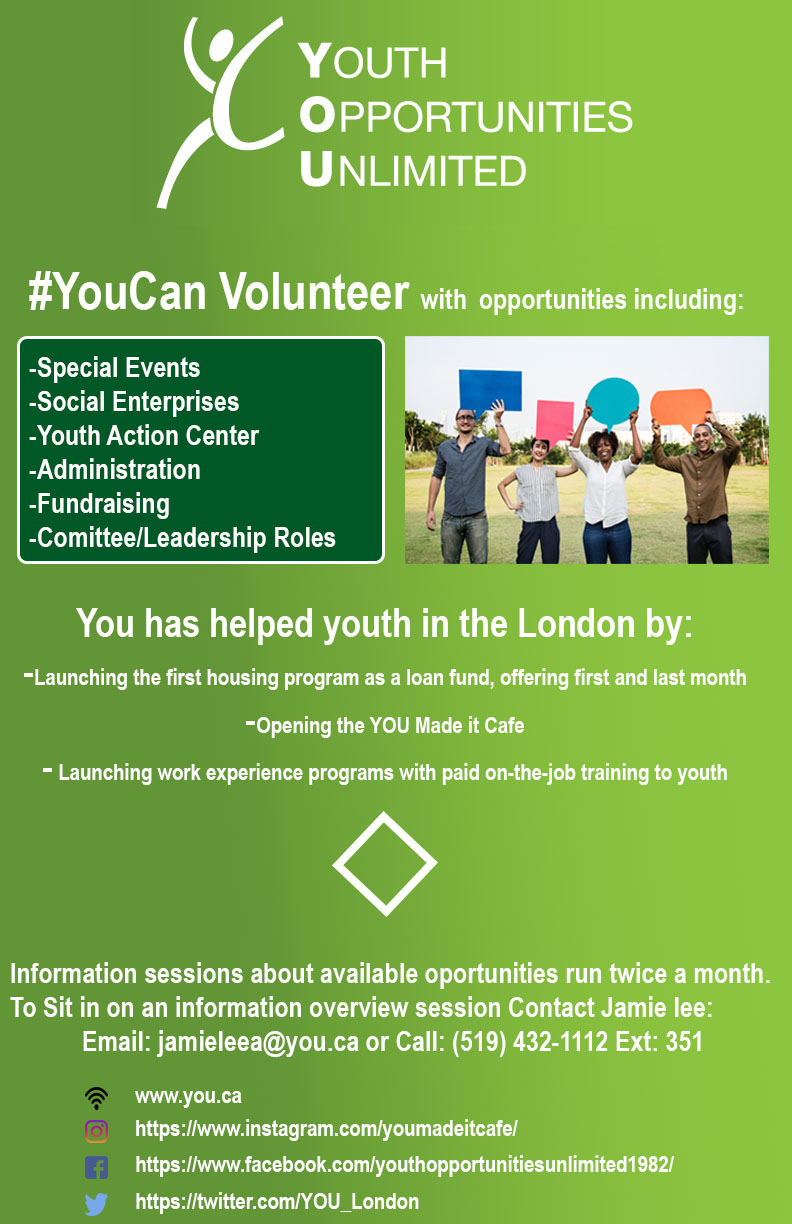 YOUTH
OPPORTUNITIES
UNLIMITED
#YouCan Volunteer with opportunities including:
-Special Events
-Social Enterprises
-Youth Action Center
-Administration
-Fundraising
-Comittee/Leadership Roles
You has helped youth in the London by:
-Launching the first housing program as a loan fund, offering first and last month
-Opening the YOU Made it Cafe
- Launching work experience programs with paid on-the-job training to youth
Information sessions about available oportunities run twice a month.
To Sit in on an information overview session Contact Jamie lee:
Email: jamieleea@you.ca or Call: (519) 432-1112 Ext: 351
www.you.ca
https://www.instagram.com/youmadeitcafe/
https://www.facebook.com/youthopportunitiesunlimited1982/
https://twitter.com/YOU_London